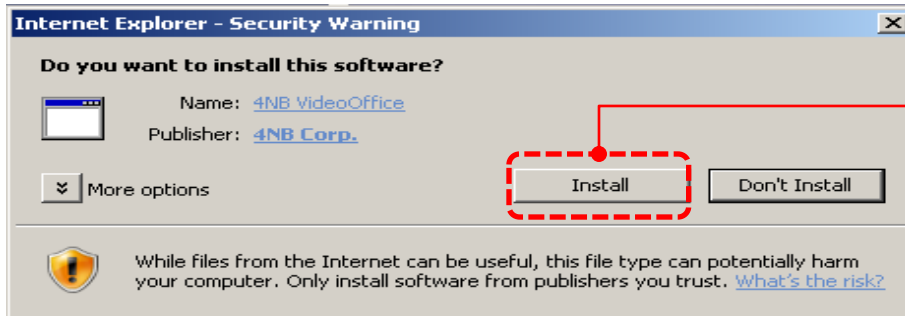 Internet Explorer - Security Warning
Do you want to install this software?
Name: 4NB VideoOffice
Publisher: 4NB Corp.
More options
Install
Don't Install
While files from the Internet can be useful, this file type can potentially harm
your computer. Only install software from publishers you trust. What's the risk?